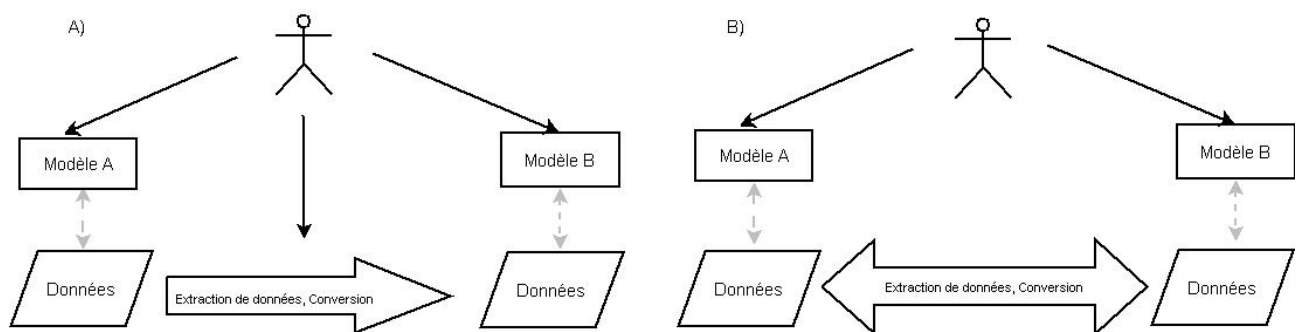 A)
Modèle A
Modèle B
Données
Extraction de données, Conversion
Données
B)
Modèle A
Modèle B
Données
Extraction de données, Conversion
Données